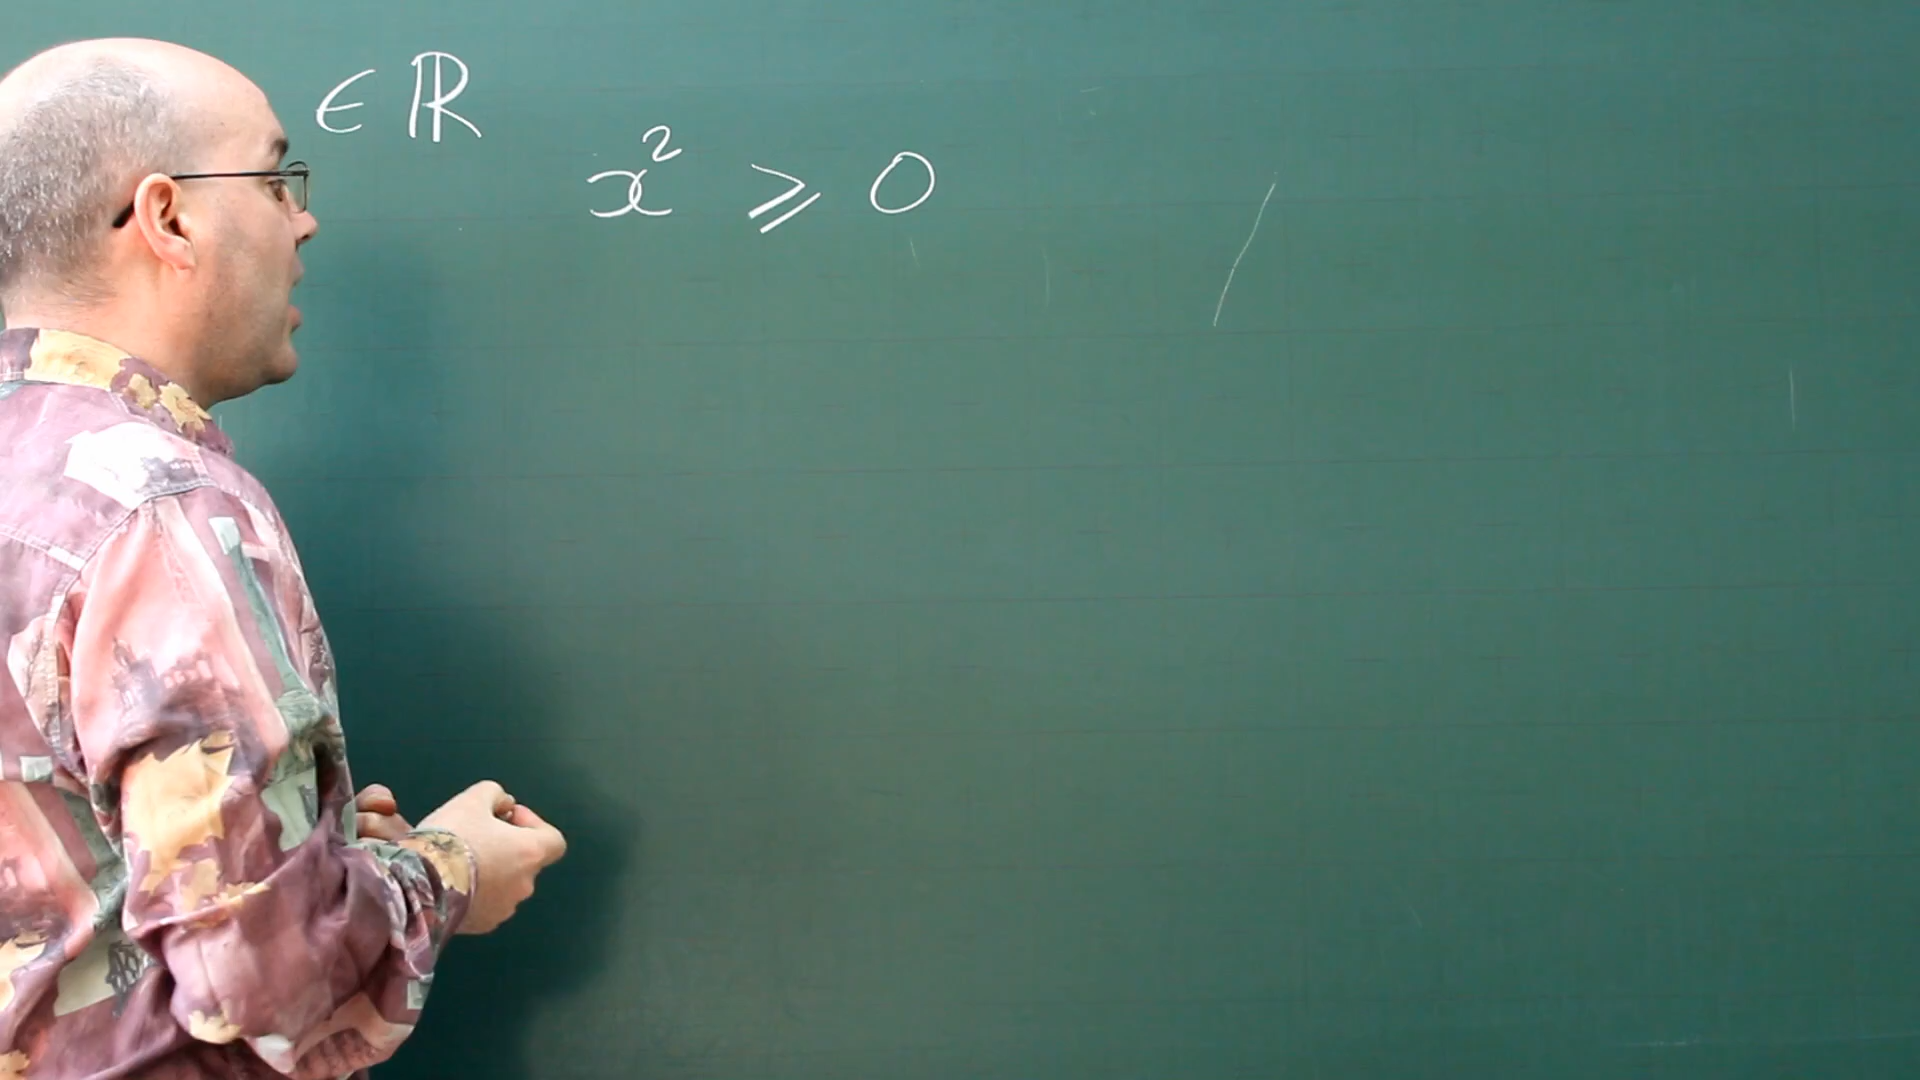 ∈ ℝ
x² ⩾ 0